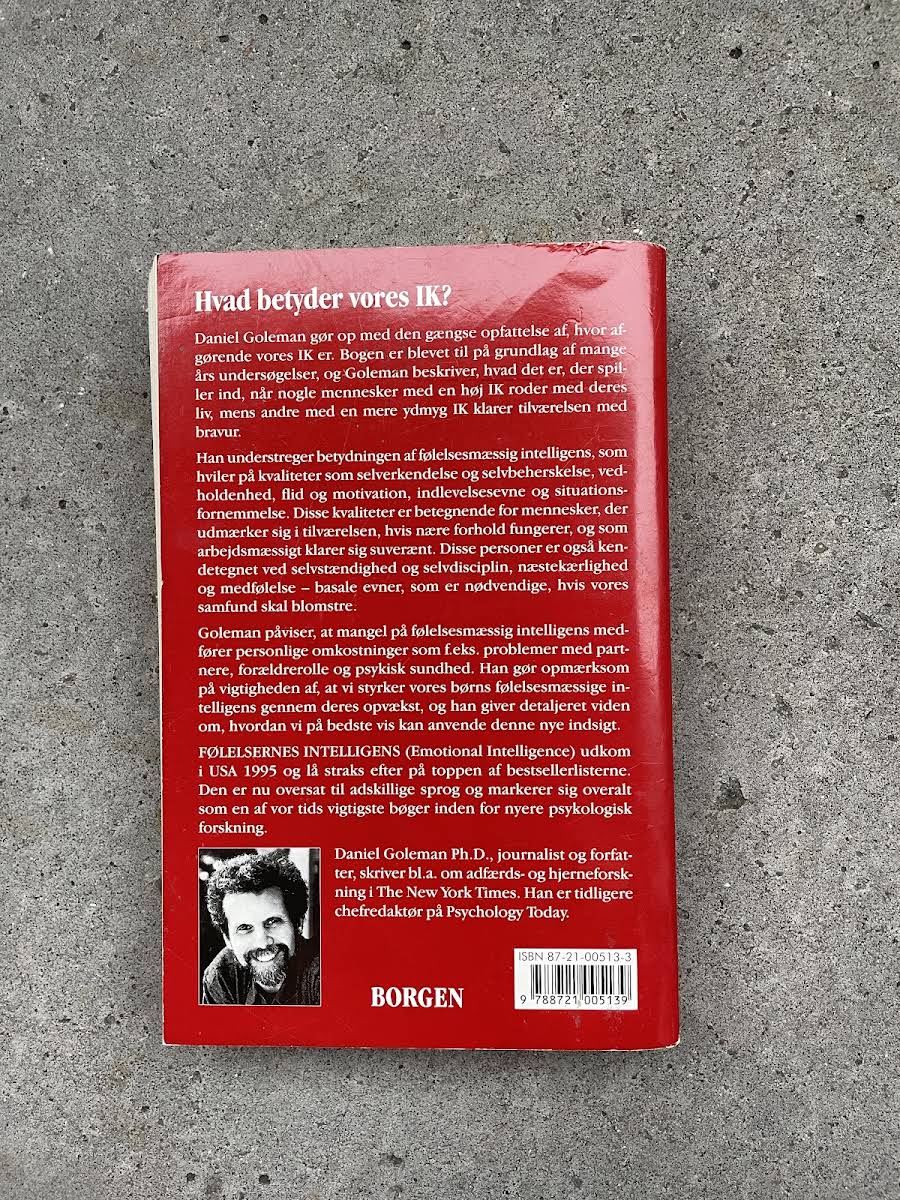 Hvad betyder vores IK?
Daniel Goleman gør op med den gængse opfattelse af, hvor af-
gørende vores IK er. Bogen er blevet til på grundlag af mange
års undersøgelser, og Goleman beskriver, hvad det er, der spil-
ler ind, når nogle mennesker med en høj IK roder med deres
liv, mens andre med en mere ydmyg IK klarer tilværelsen med
bravur.
Han understreger betydningen af følelsesmæssig intelligens, som
hviler på kvaliteter som selverkendelse og selvbeherskelse, ved-
holdenhed, flid og motivation, indlevelsesevne og situations-
fornemmelse. Disse kvaliteter er betegnende for mennesker, der
udmærker sig i tilværelsen, hvis nære forhold fungerer, og som
arbejdsmæssigt klarer sig suverænt. Disse personer er også ken-
detegnet ved selvstændighed og selvdisciplin, næstekærlighed
og medfølelse – basale evner, som er nødvendige, hvis vores
samfund skal blomstre.
Goleman påviser, at mangel på følelsesmæssig intelligens med-
fører personlige omkostninger som f.eks. problemer med part-
nere, forældrerolle og psykisk sundhed. Han gør opmærksom
på vigtigheden af, at vi styrker vores børns følelsesmæssige in-
telligens gennem deres opvækst, og han giver detaljeret viden
om, hvordan vi på bedste vis kan anvende denne nye indsigt.
FØLELSERNES INTELLIGENS (Emotional Intelligence) udkom
i USA 1995 og lå straks efter på toppen af bestsellerlisterne.
Den er nu oversat til adskillige sprog og markerer sig overalt
som en af vor tids vigtigste bøger inden for nyere psykologisk
forskning.
Daniel Goleman Ph.D., journalist og forfat-
ter, skriver bl.a. om adfærds- og hjerneforsk-
ning i The New York Times. Han er tidligere
chefredaktør på Psychology Today.
BORGEN
ISBN 87-21-00513-3
9 788721 005139